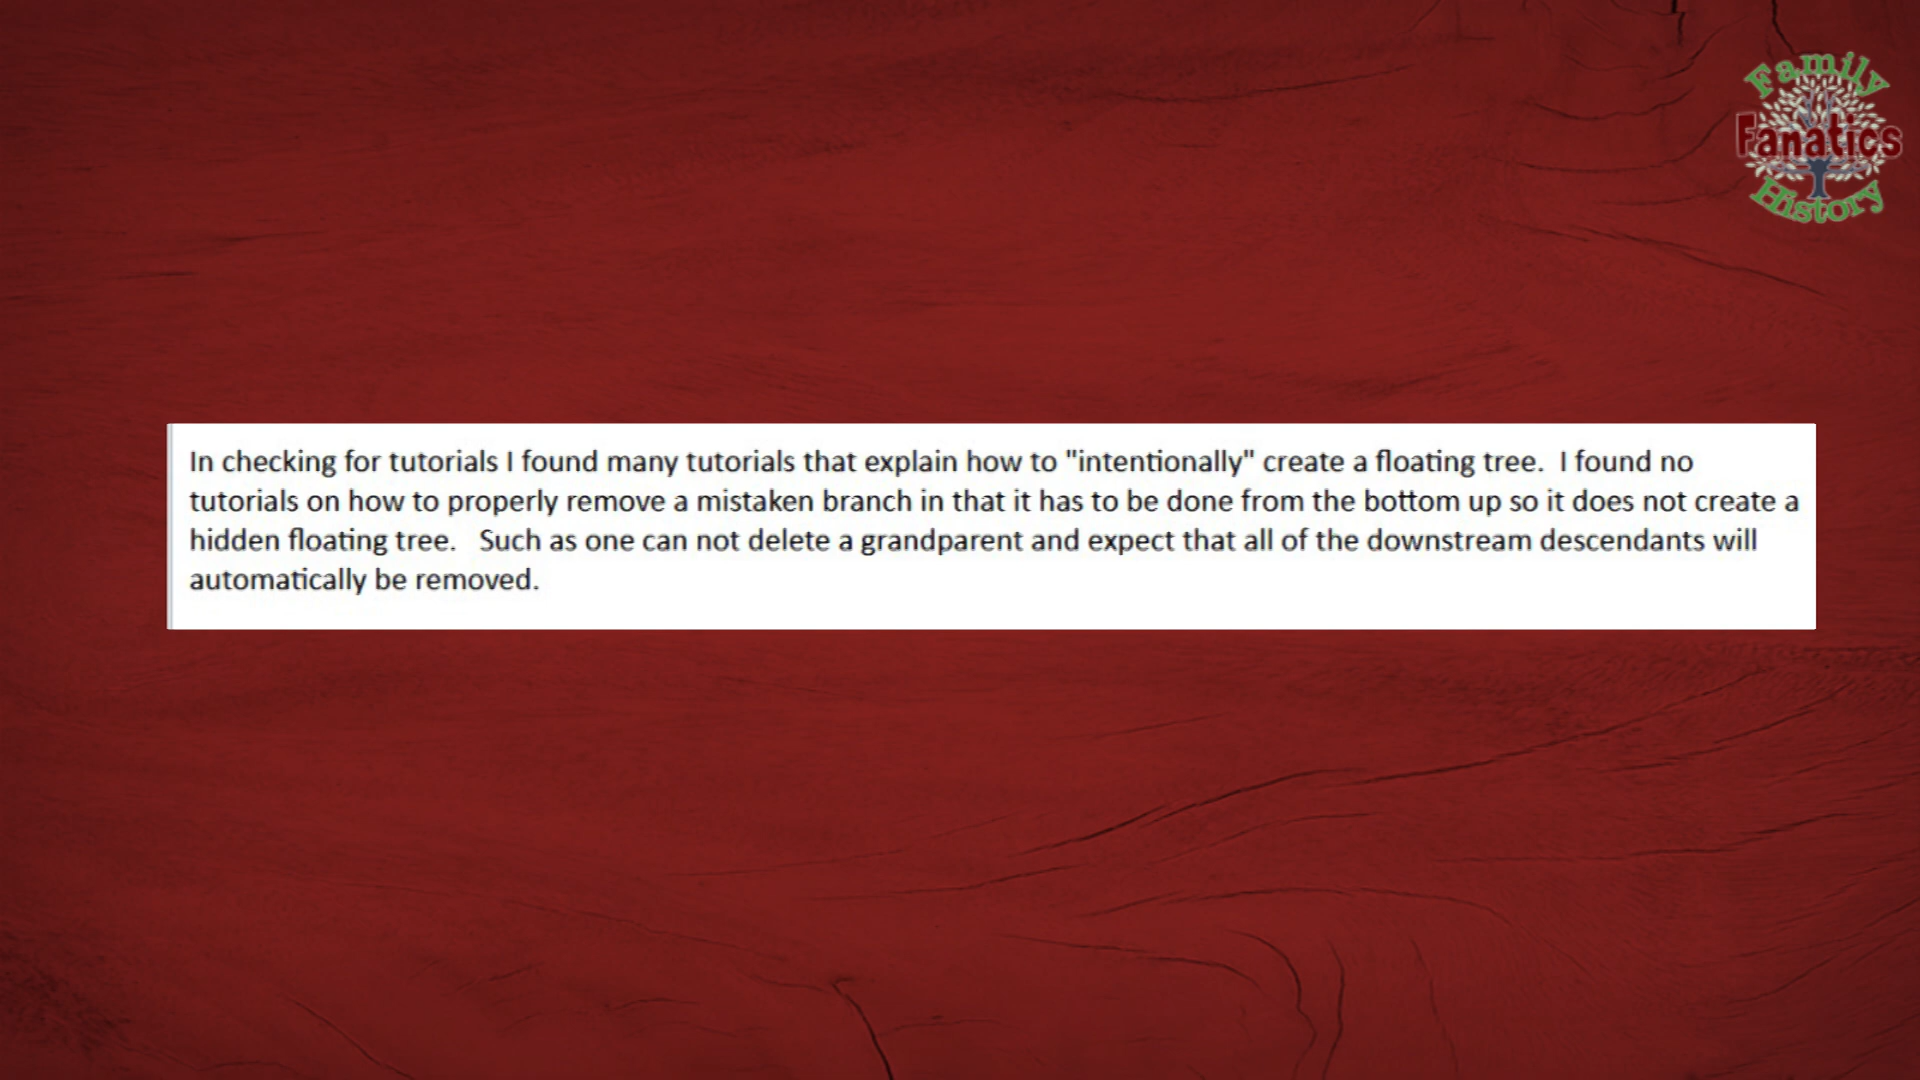 Family
Fanatics
History
In checking for tutorials I found many tutorials that explain how to "intentionally" create a floating tree.  I found no
tutorials on how to properly remove a mistaken branch in that it has to be done from the bottom up so it does not create a
hidden floating tree.   Such as one can not delete a grandparent and expect that all of the downstream descendants will
automatically be removed.